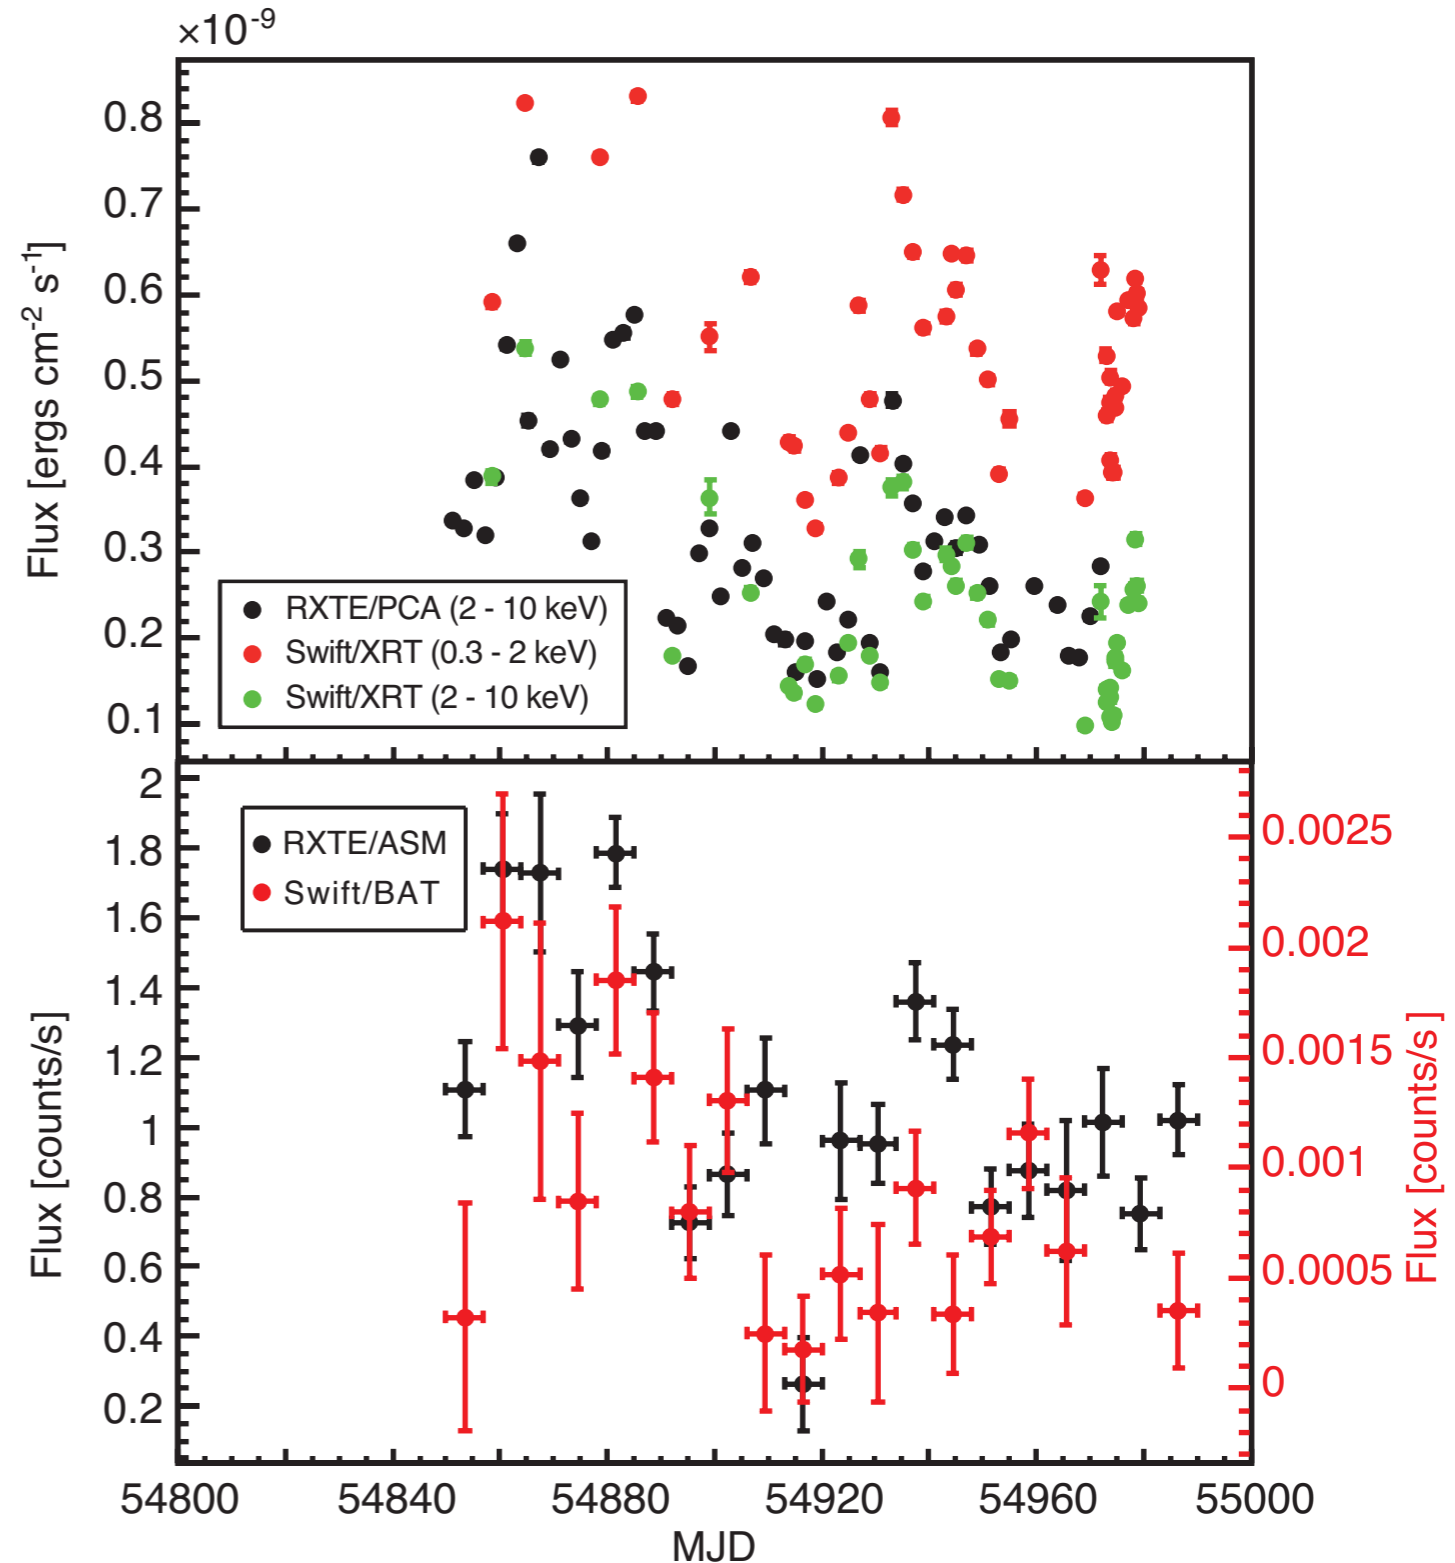 ×10-9
0.8
0.7
0.6
0.5
0.4
0.3
0.2
0.1
Flux [ergs cm-2 s-1]
RXTE/PCA (2 - 10 keV)
Swift/XRT (0.3 - 2 keV)
Swift/XRT (2 - 10 keV)
2
1.8
1.6
1.4
1.2
1
0.8
0.6
0.4
0.2
Flux [counts/s]
RXTE/ASM
Swift/BAT
0.0025
0.002
0.0015
0.001
0.0005
0
Flux [counts/s]
54800 54840 54880 54920 54960 55000
MJD